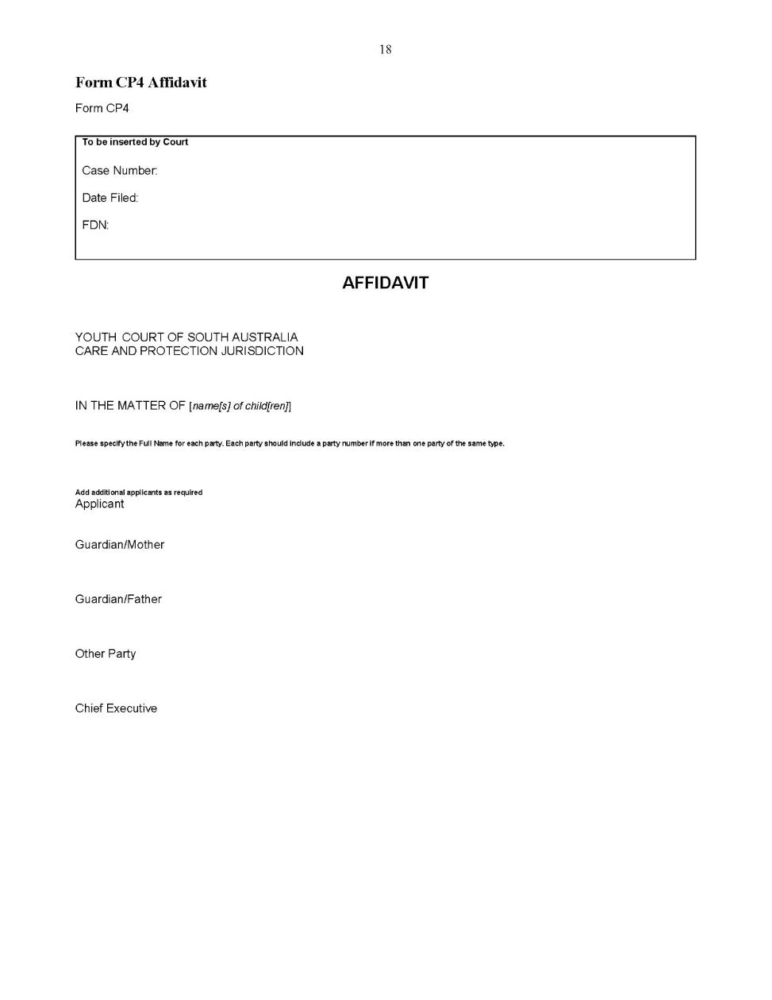 18
Form CP4 Affidavit
Form CP4
To be inserted by Court
Case Number:
Date Filed:
FDN:
AFFIDAVIT
YOUTH COURT OF SOUTH AUSTRALIA
CARE AND PROTECTION JURISDICTION
IN THE MATTER OF [name[s] of child[ren]]
Please specify the Full Name for each party. Each party should include a party number if more than one party of the same type.
Add additional applicants as required
Applicant
Guardian/Mother
Guardian/Father
Other Party
Chief Executive